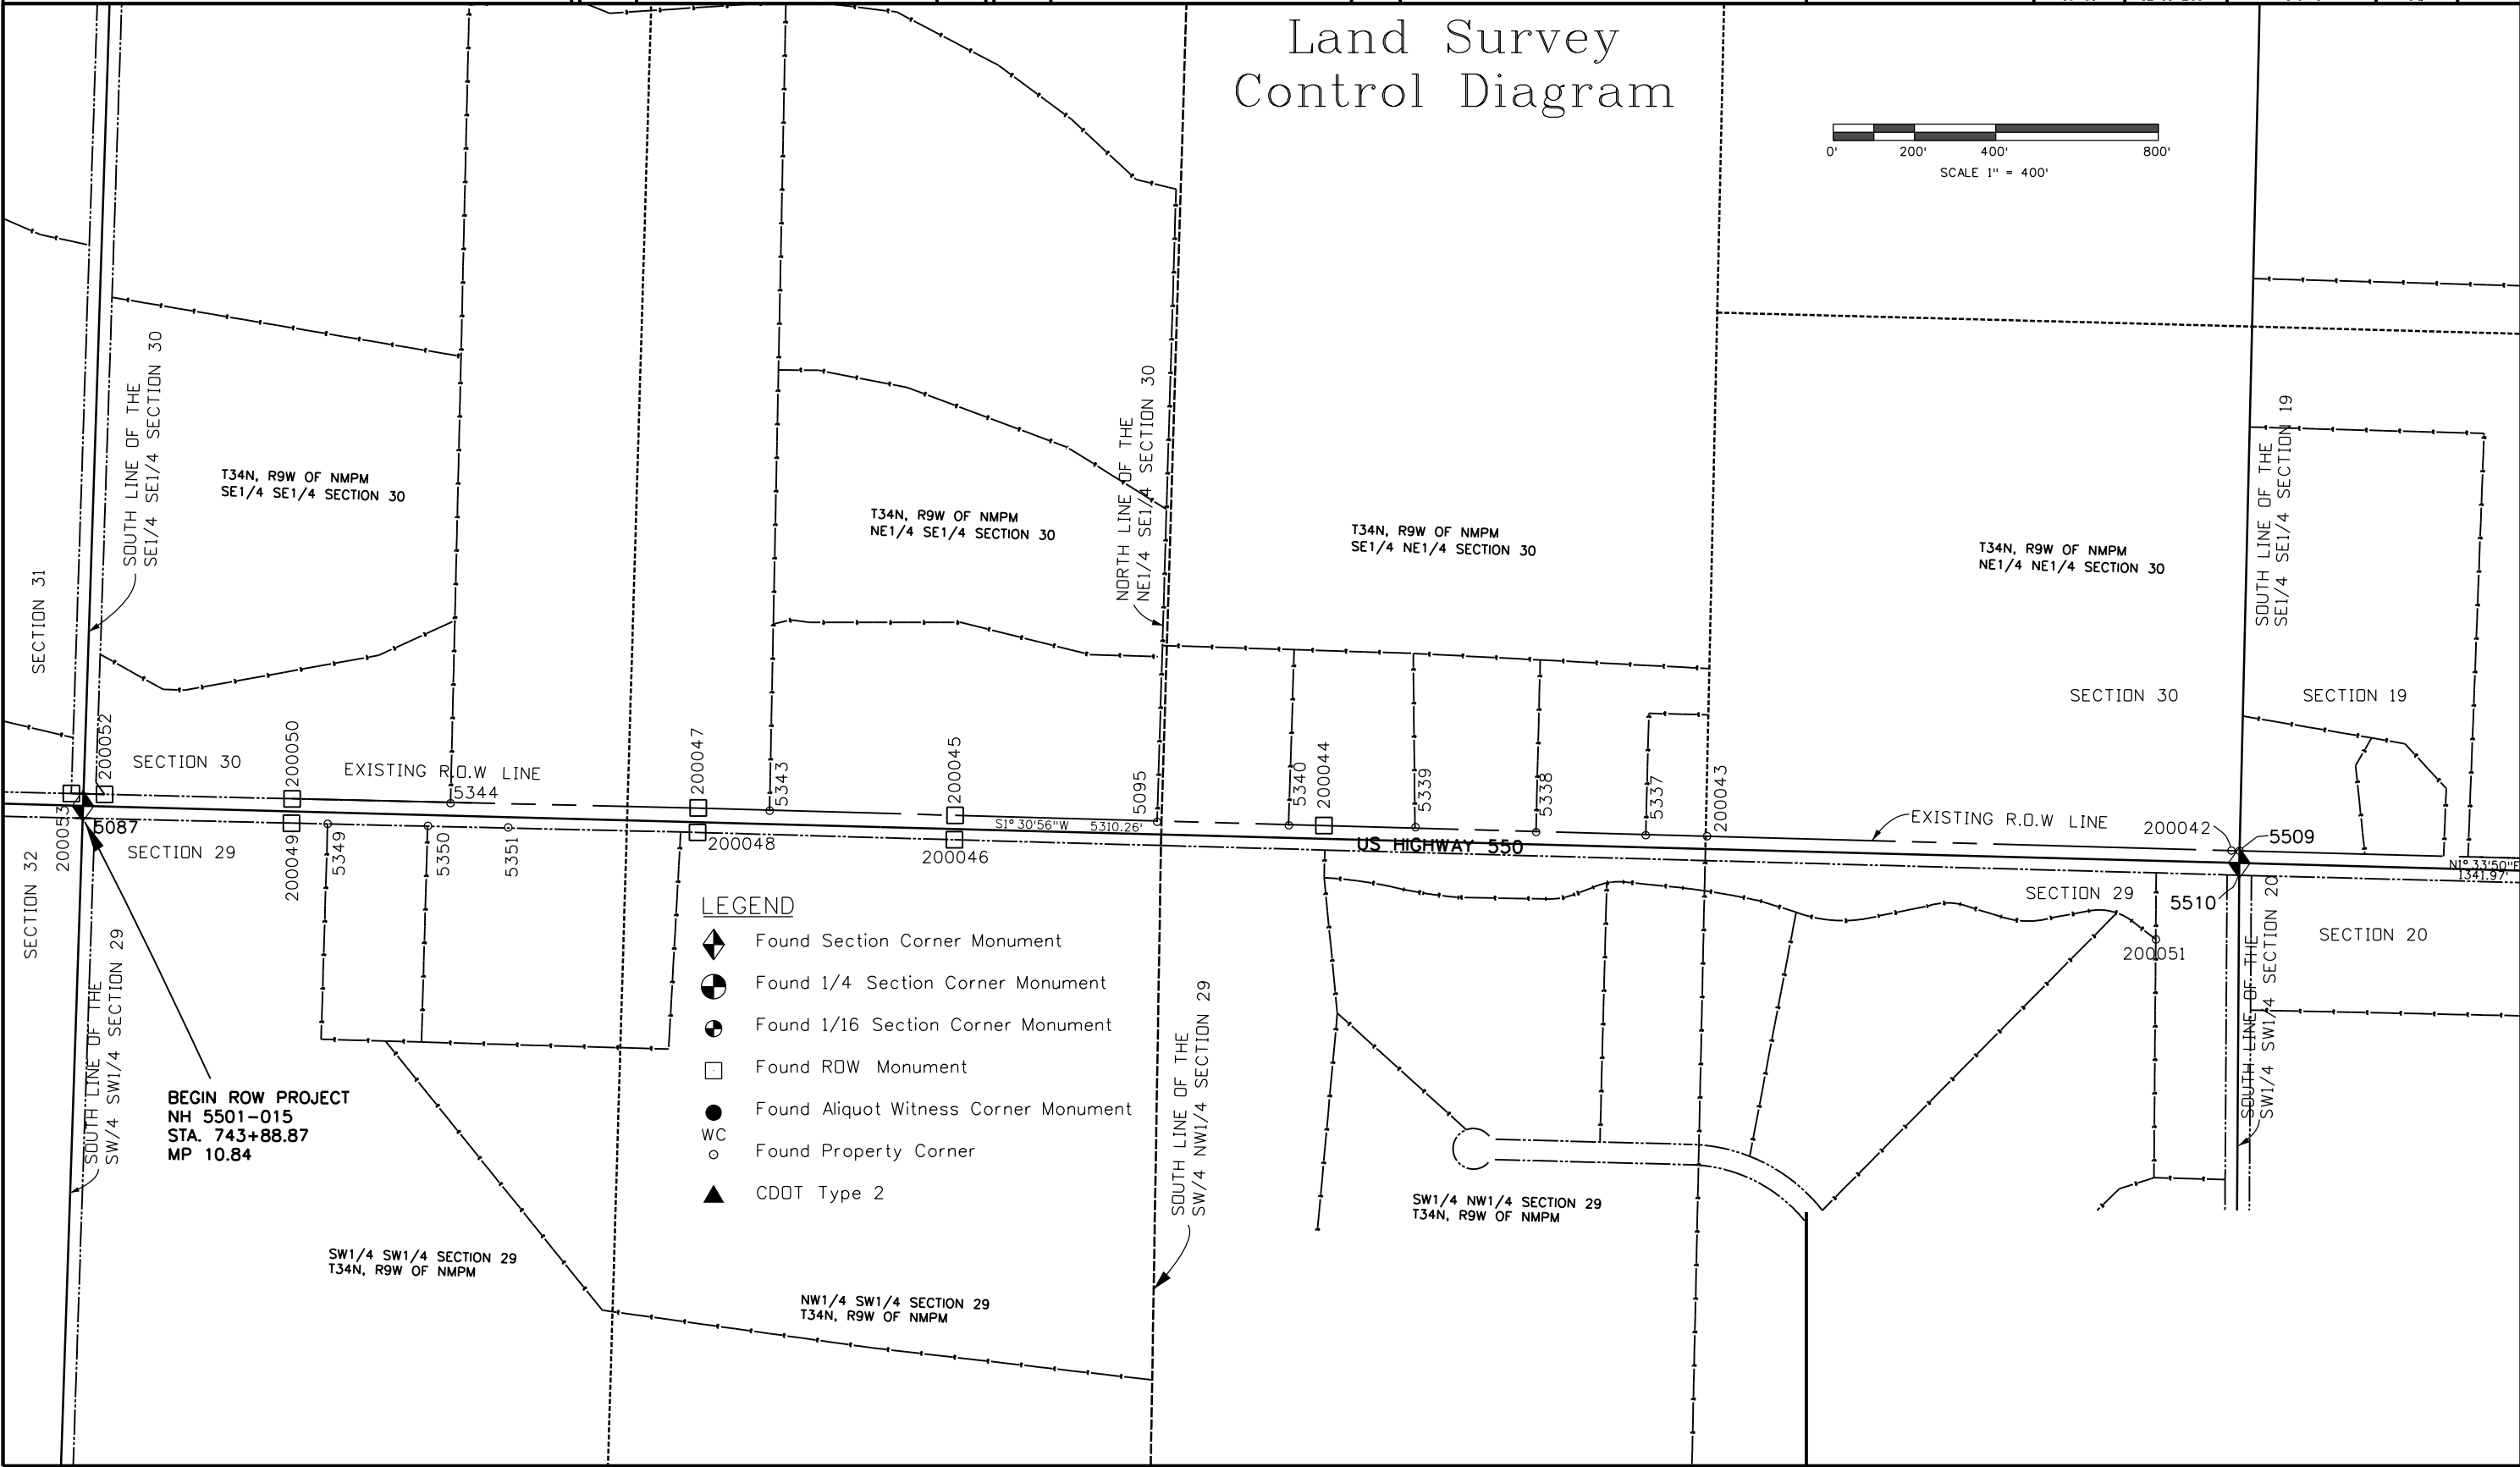 Land Survey
Control Diagram
0' 200' 400' 800'
SCALE 1" = 400'
SOUTH LINE OF THE
SE1/4 SE1/4 SECTION 30
T34N, R9W OF NMPM
SE1/4 SE1/4 SECTION 30
T34N, R9W OF NMPM
NE1/4 SE1/4 SECTION 30
NORTH LINE OF THE
NE1/4 SE1/4 SECTION 30
T34N, R9W OF NMPM
SE1/4 NE1/4 SECTION 30
T34N, R9W OF NMPM
NE1/4 NE1/4 SECTION 30
SOUTH LINE OF THE
SE1/4 SE1/4 SECTION 19
SECTION 31
SECTION 30
SECTION 19
200052
SECTION 30
200050
EXISTING R.O.W LINE
5344
200047
5343
200045
5095
5340
200044
5339
5338
5337
200043
EXISTING R.O.W LINE
200042
5509
S1° 30'56"W 5310.26'
US HIGHWAY 550
N1° 33'50"E
1341.97'
200053
5087
SECTION 29
200049
5349
5350
5351
200048
200046
SECTION 29
5510
200051
SECTION 20
SECTION 32
SOUTH LINE OF THE
SW/4 SW1/4 SECTION 29
LEGEND
Found Section Corner Monument
Found 1/4 Section Corner Monument
Found 1/16 Section Corner Monument
Found ROW Monument
Found Aliquot Witness Corner Monument
WC
Found Property Corner
CDOT Type 2
SOUTH LINE OF THE
SW/4 NW1/4 SECTION 29
SOUTH LINE OF THE
SW1/4 SW1/4 SECTION 20
BEGIN ROW PROJECT
NH 5501-015
STA. 743+88.87
MP 10.84
SW1/4 NW1/4 SECTION 29
T34N, R9W OF NMPM
SW1/4 SW1/4 SECTION 29
T34N, R9W OF NMPM
NW1/4 SW1/4 SECTION 29
T34N, R9W OF NMPM